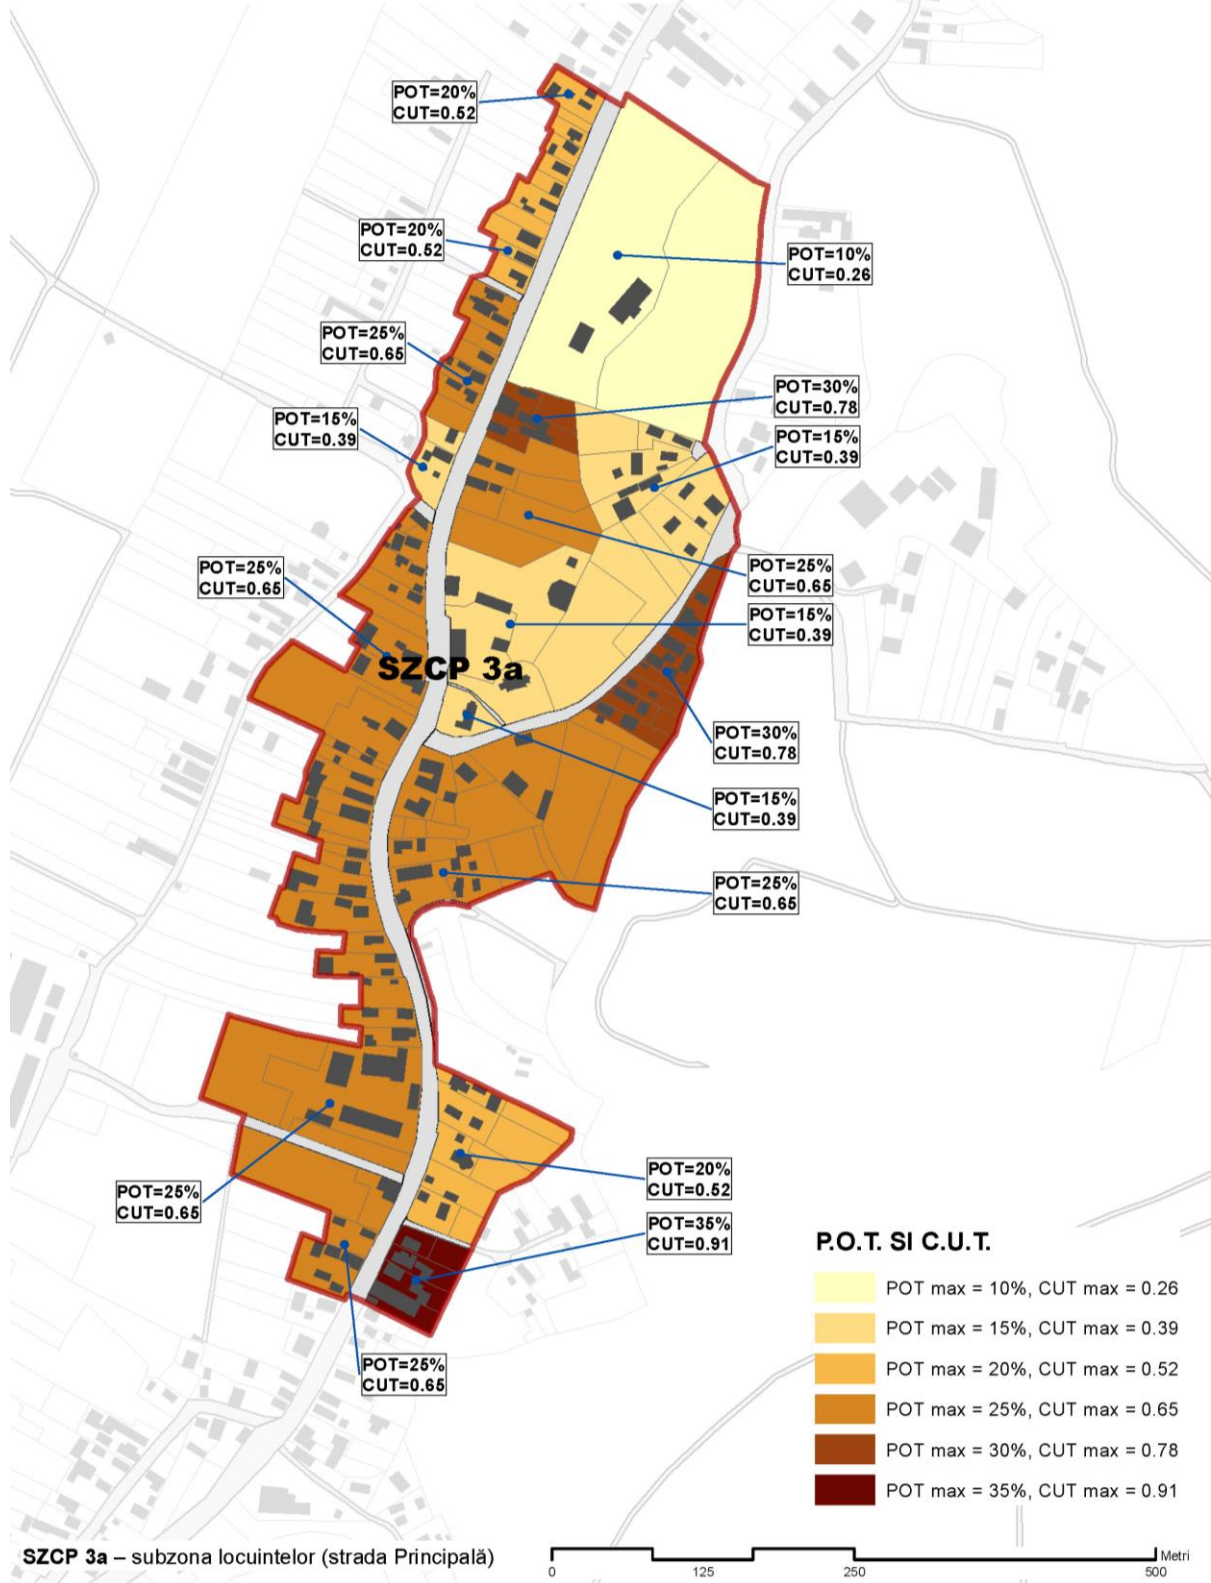 POT=20%
CUT=0.52
POT=20%
CUT=0.52
POT=10%
CUT=0.26
POT=25%
CUT=0.65
POT=30%
CUT=0.78
POT=15%
CUT=0.39
POT=15%
CUT=0.39
POT=25%
CUT=0.65
POT=25%
CUT=0.65
POT=15%
CUT=0.39
SZCP 3a
POT=30%
CUT=0.78
POT=15%
CUT=0.39
POT=25%
CUT=0.65
POT=20%
CUT=0.52
POT=25%
CUT=0.65
POT=35%
CUT=0.91
POT=25%
CUT=0.65
P.O.T. SI C.U.T.
POT max = 10%, CUT max = 0.26
POT max = 15%, CUT max = 0.39
POT max = 20%, CUT max = 0.52
POT max = 25%, CUT max = 0.65
POT max = 30%, CUT max = 0.78
POT max = 35%, CUT max = 0.91
SZCP 3a – subzona locuintelor (strada Principală)
Metri
0 125 250 500